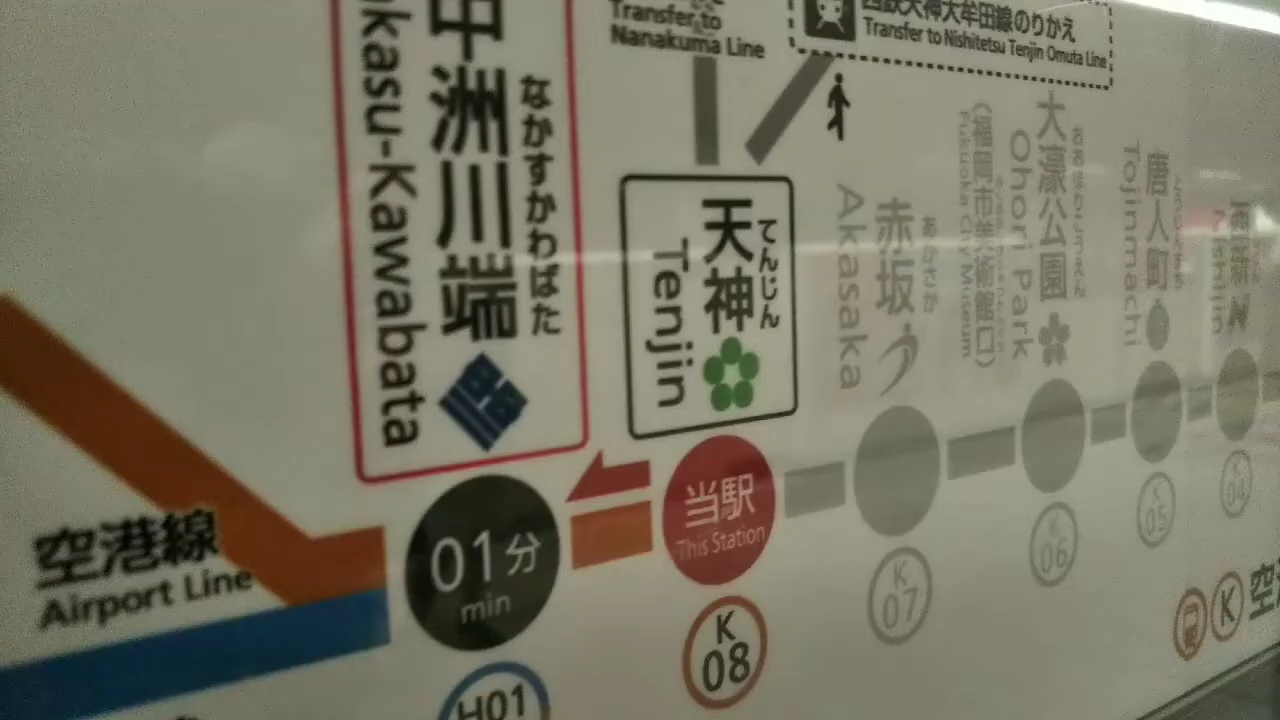 Transfer to
Nanakuma Line
西鉄天神大牟田線のりかえ
Transfer to Nishitetsu Tenjin Omuta Line
中洲川端
なかすかわばた
kasu-Kawabata
天神
てんじん
Tenjin
赤坂
あかさか
Akasaka
大濠公園
おおほりこうえん
Ohori Park
(福岡市美術館口)
Fukuoka City Museum
唐人町
Tojinmachi
西新
Nishijin
空港線
Airport Line
01分
min
当駅
This Station
H01
K
08
K
07
K
06
K
05
K
04
K
空